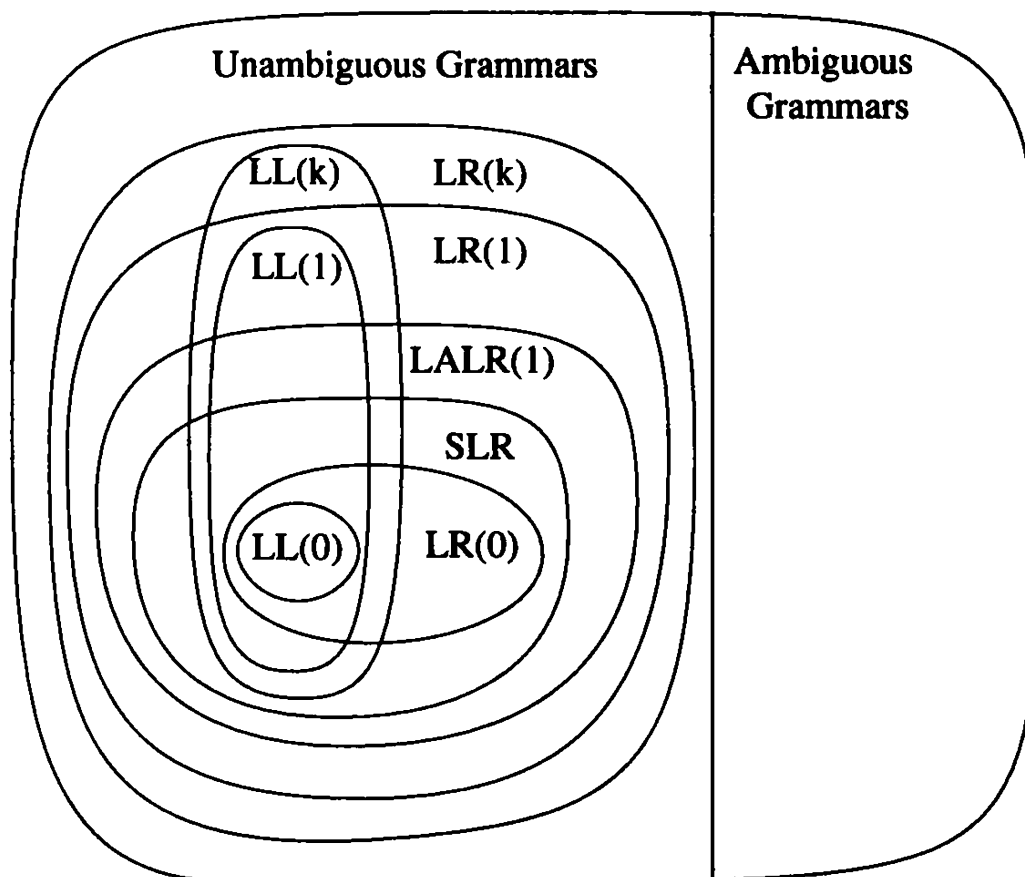 Unambiguous Grammars
Ambiguous
Grammars
LL(k)
LR(k)
LL(1)
LR(1)
LALR(1)
SLR
LL(0)
LR(0)